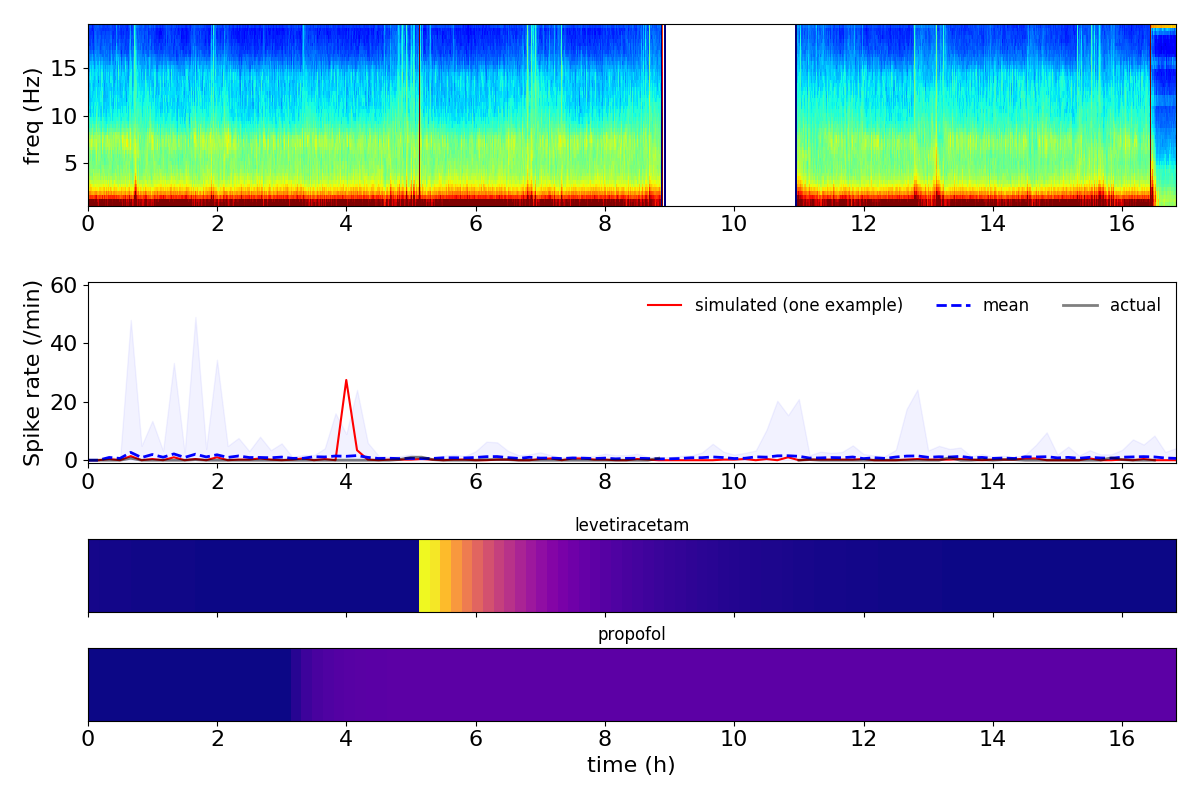 freq (Hz)
15
10
5
0 2 4 6 8 10 12 14 16
Spike rate (/min)
60
40
20
0
simulated (one example) mean actual
0 2 4 6 8 10 12 14 16
levetiracetam
propofol
0 2 4 6 8 10 12 14 16
time (h)